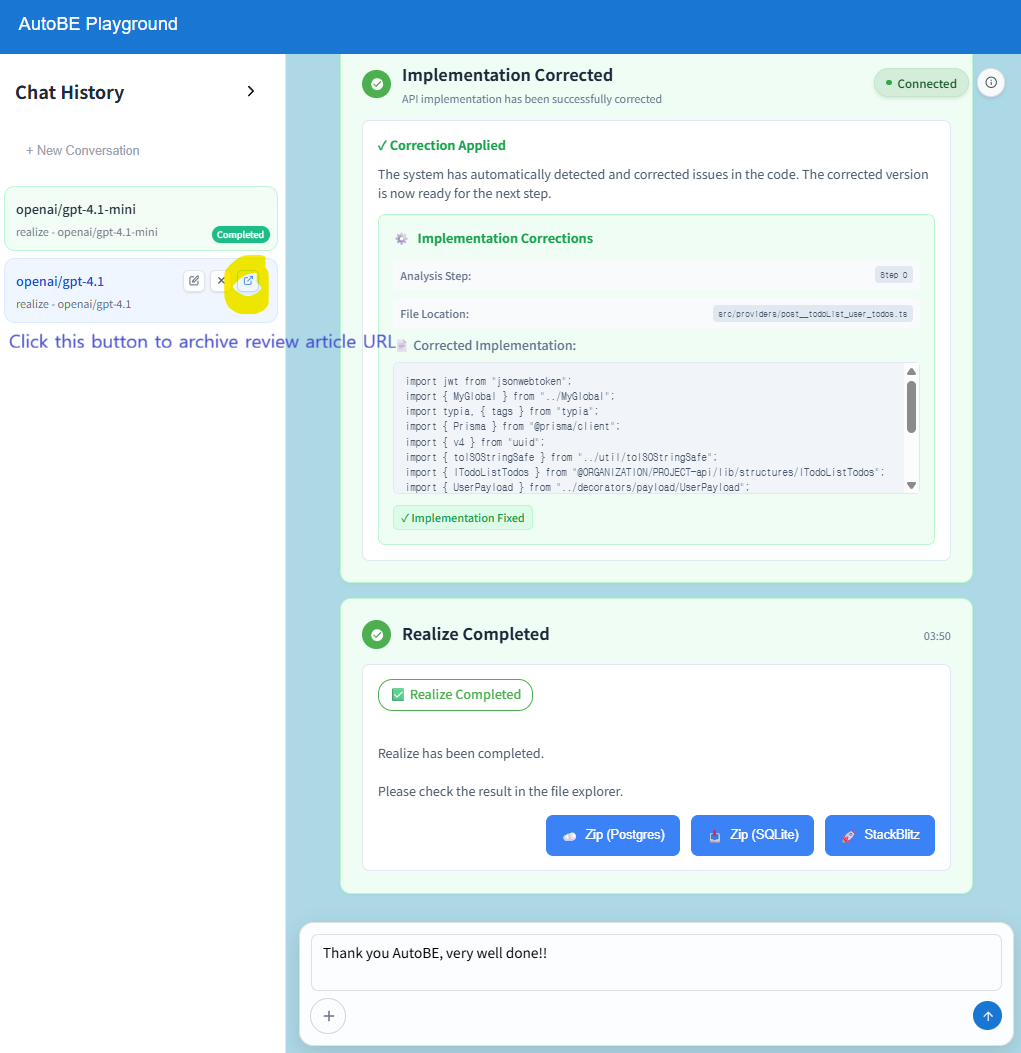 AutoBE Playground
Chat History
+ New Conversation
openai/gpt-4.1-mini
realize - openai/gpt-4.1-mini
Completed
openai/gpt-4.1
realize - openai/gpt-4.1
Click this button to archive review article URL
Implementation Corrected
API implementation has been successfully corrected
Connected
✓ Correction Applied
The system has automatically detected and corrected issues in the code. The corrected version
is now ready for the next step.
Implementation Corrections
Analysis Step:
Step 0
File Location:
src/providers/post__todoList_user_todos.ts
Corrected Implementation:
import jwt from "jsonwebtoken";
import { MyGlobal } from "../MyGlobal";
import typia, { tags } from "typia";
import { Prisma } from "@prisma/client";
import { v4 } from "uuid";
import { toISOStringSafe } from "../util/toISOStringSafe";
import { ITodoListTodos } from "@ORGANIZATION/PROJECT-api/lib/structures/ITodoListTodos";
import { UserPayload } from "../decorators/payload/UserPayload";
✓ Implementation Fixed
Realize Completed
03:50
✅ Realize Completed
Realize has been completed.
Please check the result in the file explorer.
Zip (Postgres)
Zip (SQLite)
StackBlitz
Thank you AutoBE, very well done!!